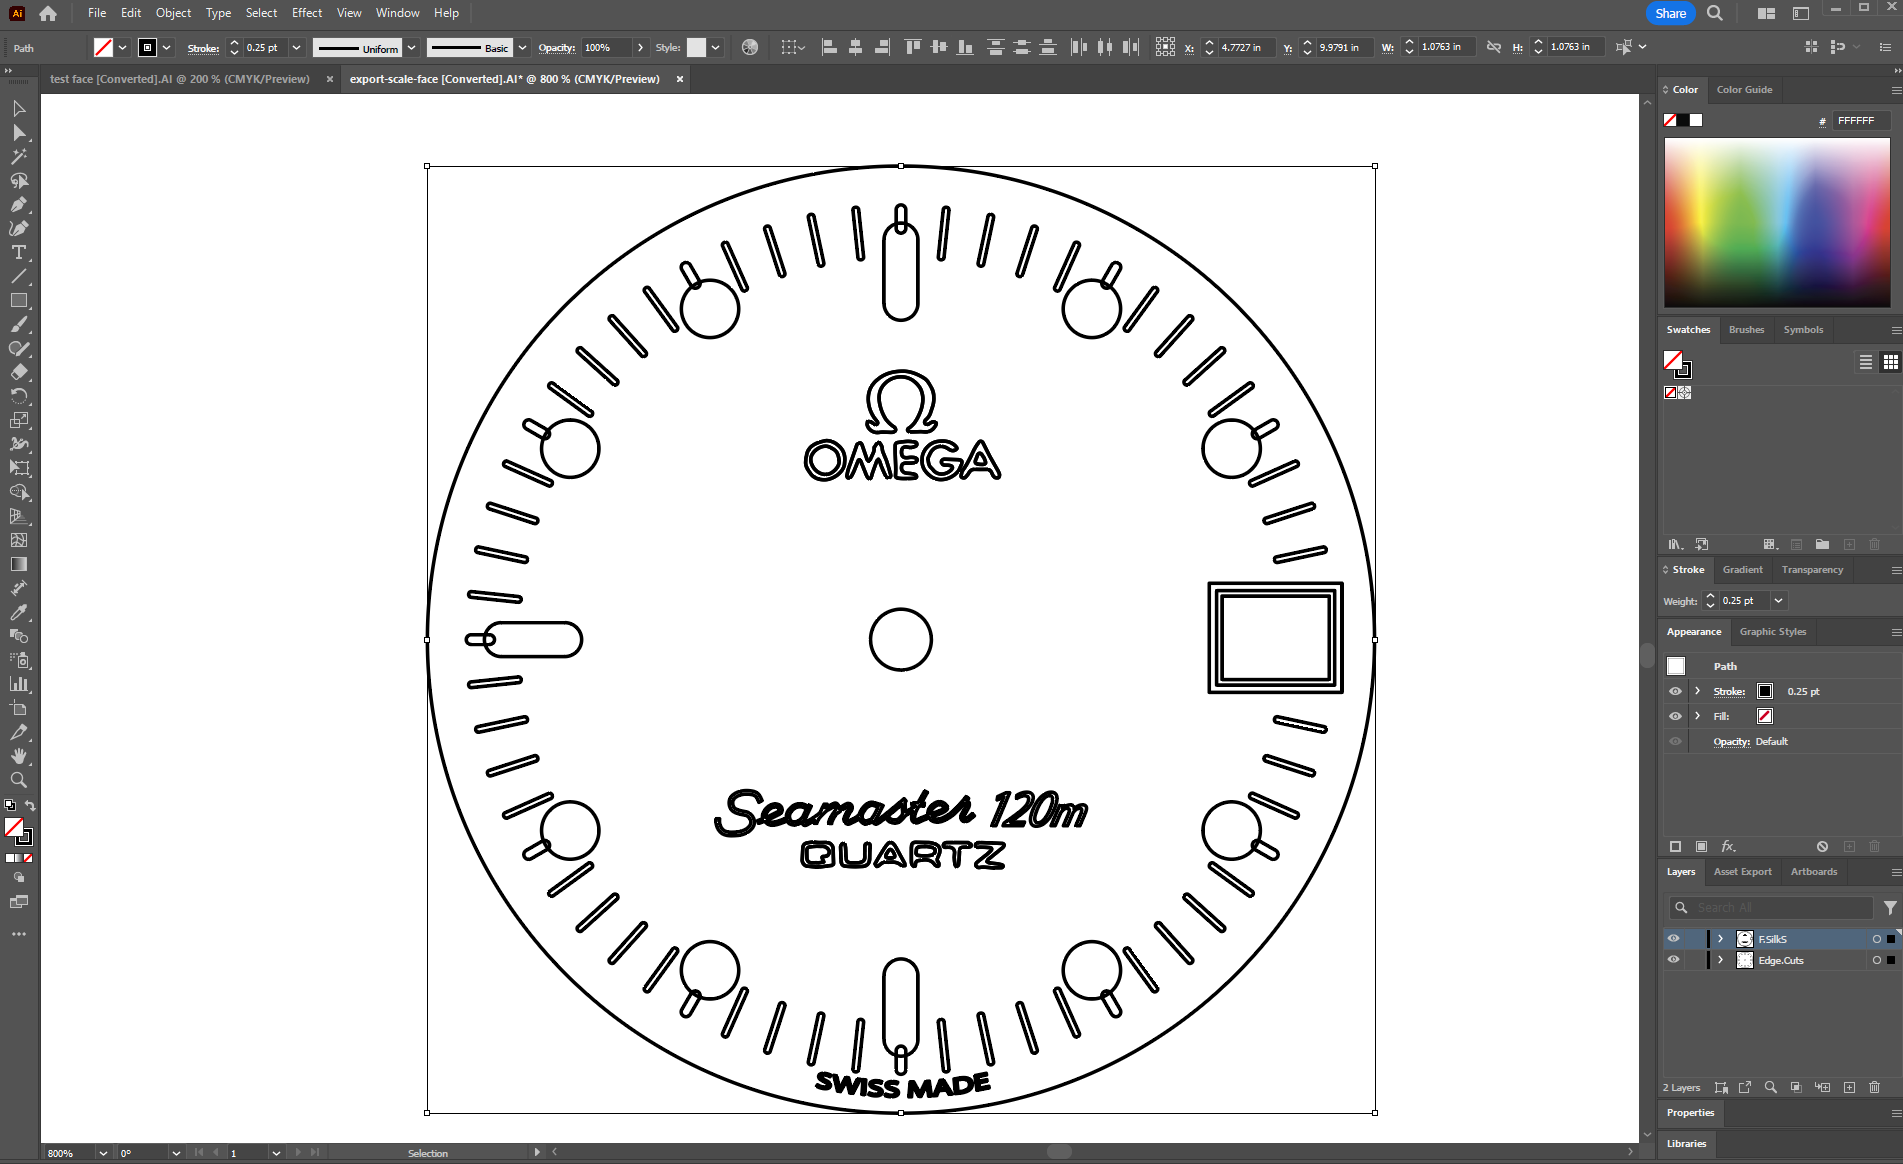 Ai File Edit Object Type Select Effect View Window Help Share
Path Stroke: 0.25 pt Uniform Basic Opacity: 100% Style: X: 4.7727 in Y: 9.9791 in W: 1.0763 in H: 1.0763 in
test face [Converted].AI @ 200 % (CMYK/Preview) × export-scale-face [Converted].AI* @ 800 % (CMYK/Preview) ×
Ω
OMEGA
Seamaster 120m
QUARTZ
SWISS MADE
Color Color Guide
# FFFFFF
Swatches Brushes Symbols
Stroke Gradient Transparency
Weight: 0.25 pt
Appearance Graphic Styles
Path
Stroke: 0.25 pt
Fill:
Opacity: Default
fx
Layers Asset Export Artboards
Search All
F.SilkS
Edge.Cuts
2 Layers
Properties
Libraries
800% 0° 1 Selection